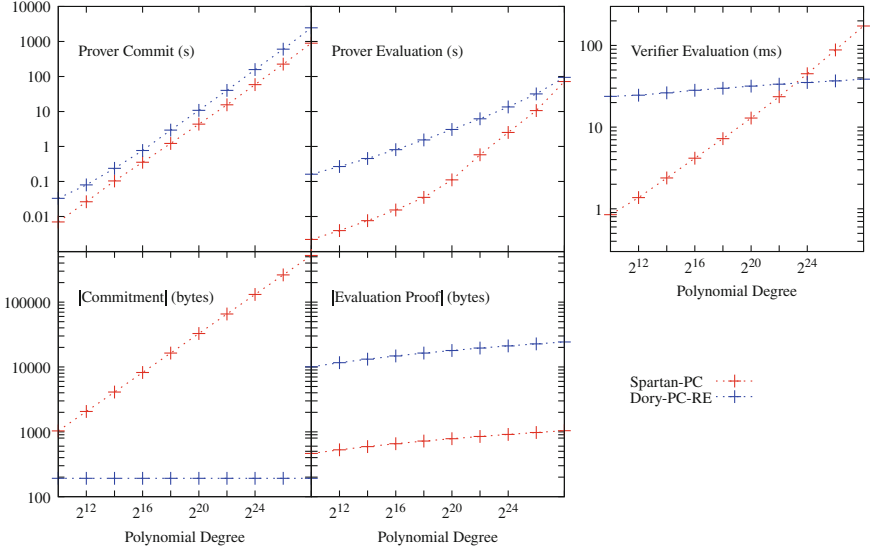 10000
1000
100
10
1
0.1
0.01
Prover Commit (s)
Prover Evaluation (s)
Verifier Evaluation (ms)
100
10
1
2^12 2^16 2^20 2^24
Polynomial Degree
|Commitment| (bytes)
|Evaluation Proof| (bytes)
100000
10000
1000
100
2^12 2^16 2^20 2^24
2^12 2^16 2^20 2^24
Polynomial Degree
Polynomial Degree
Spartan-PC
Dory-PC-RE